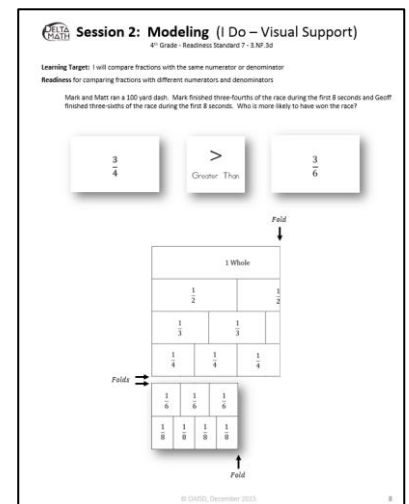 DELTA
MATH
Session 2: Modeling (I Do – Visual Support)
4th Grade - Readiness Standard 7 - 3.NF.3d
Learning Target: I will compare fractions with the same numerator or denominator
Readiness for comparing fractions with different numerators and denominators
Mark and Matt ran a 100 yard dash. Mark finished three-fourths of the race during the first 8 seconds and Geoff
finished three-sixths of the race during the first 8 seconds. Who is more likely to have won the race?
3/4 > 3/6
Greater Than
Fold
1 Whole
1/2 1/2
1/3 1/3
1/4 1/4 1/4
Folds
1/6 1/6 1/6
1/8 1/8 1/8 1/8
Fold
© OAISD, December 2015
8